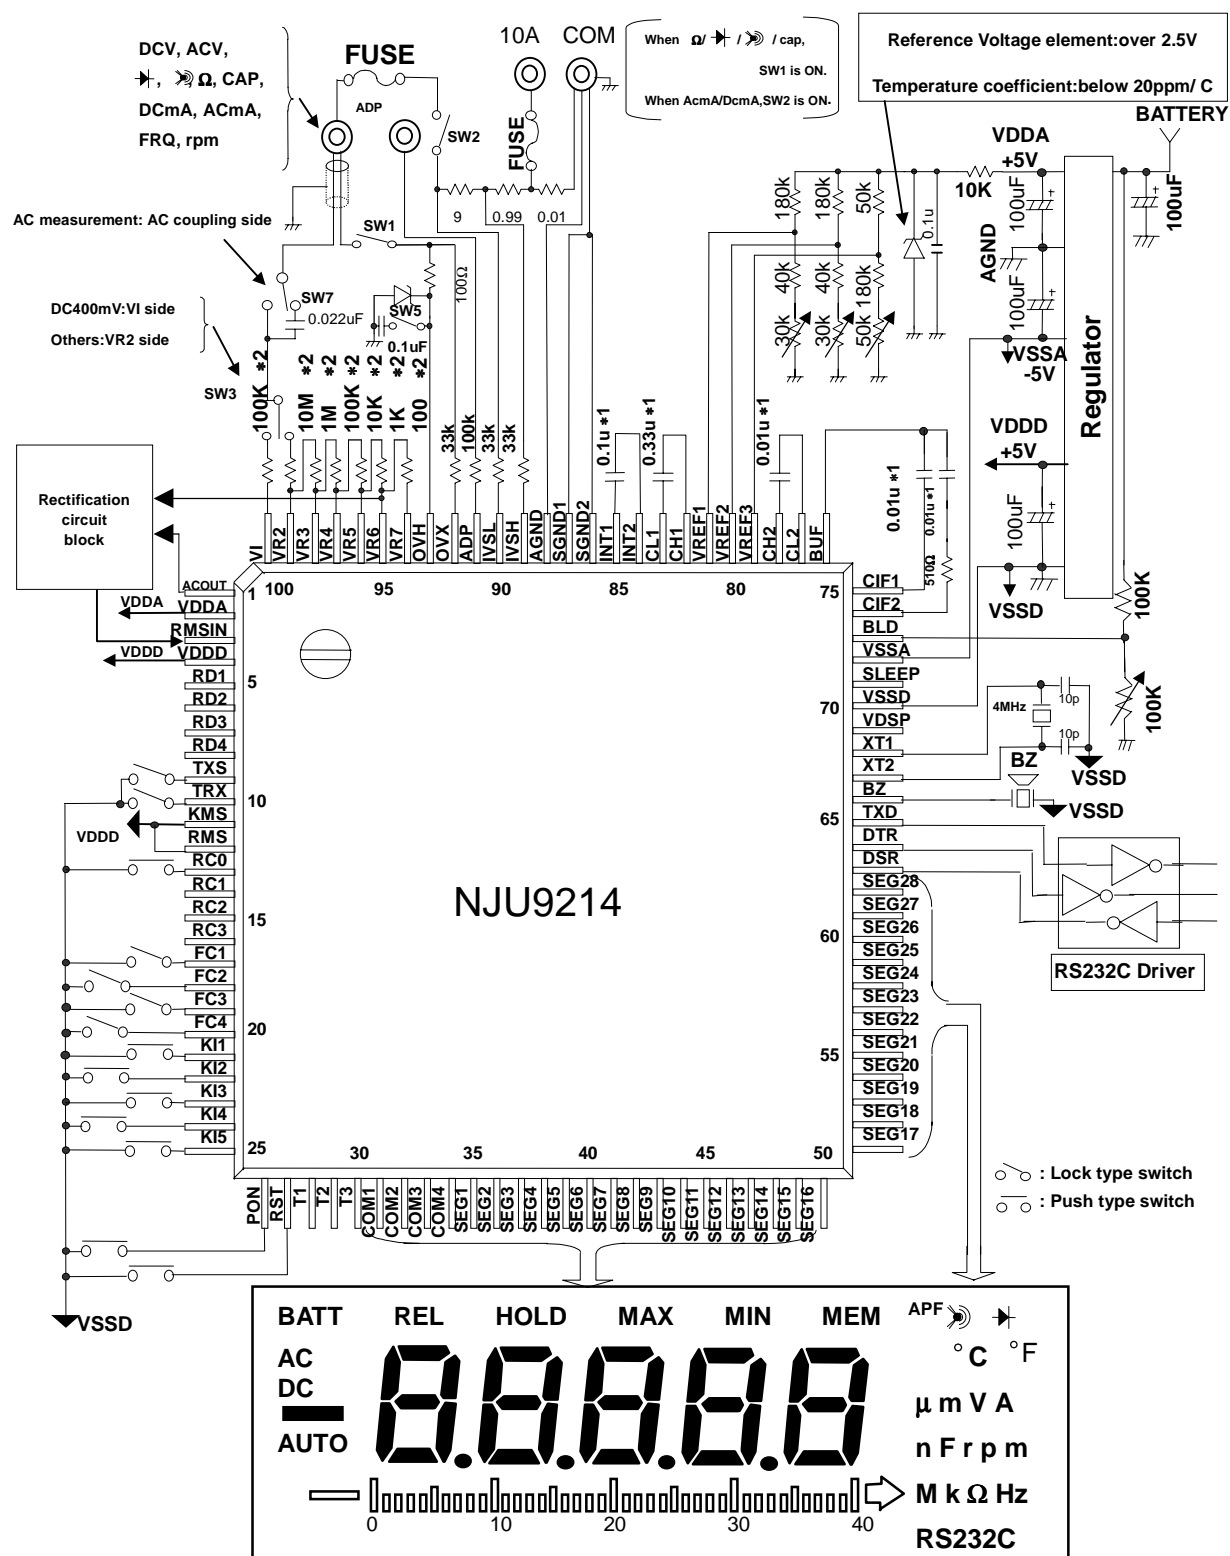 DCV, ACV,
Ω, CAP,
DCmA, ACmA,
FRQ, rpm
FUSE
ADP
SW2
10A
COM
FUSE
When Ω/ / / cap,
SW1 is ON.
When AcmA/DcmA,SW2 is ON.
Reference Voltage element:over 2.5V
Temperature coefficient:below 20ppm/ C
BATTERY
VDDA
+5V
10K
100uF
100uF
AGND
100uF
VSSA
-5V
Regulator
VDDD
+5V
100uF
VSSD
100K
100K
180k
180k
50k
0.1u
40k
40k
180k
30k
30k
50k
9
0.99
0.01
AC measurement: AC coupling side
SW1
SW7
0.022uF
100Ω
SW5
0.1uF
DC400mV:VI side
Others:VR2 side
SW3
100K *2
10M *2
1M *2
100K *2
10K *2
1K *2
100 *2
33k
100k
33k
33k
0.1u *1
0.33u *1
0.01u *1
0.01u *1
0.01u *1
510Ω
Rectification
circuit
block
VI
VR2
VR3
VR4
VR5
VR6
VR7
OVH
OVX
ADP
IVSL
IVSH
AGND
SGND1
SGND2
INT1
INT2
CL1
CH1
VREF1
VREF2
VREF3
CH2
CL2
BUF
100
95
90
85
80
75
ACOUT
1
VDDA
VDDA
RMSIN
VDDD
VDDD
RD1
5
RD2
RD3
RD4
TXS
TRX
10
KMS
VDDD
RMS
RC0
RC1
RC2
15
RC3
FC1
FC2
FC3
FC4
20
KI1
KI2
KI3
KI4
KI5
25
NJU9214
CIF1
CIF2
BLD
VSSA
SLEEP
VSSD
70
VDSP
XT1
XT2
BZ
65
TXD
DTR
DSR
SEG28
SEG27
SEG26
60
SEG25
SEG24
SEG23
SEG22
SEG21
55
SEG20
SEG19
SEG18
SEG17
4MHz
10p
10p
VSSD
BZ
VSSD
RS232C Driver
30
35
40
45
50
PON
RST
T1
T2
T3
COM1
COM2
COM3
COM4
SEG1
SEG2
SEG3
SEG4
SEG5
SEG6
SEG7
SEG8
SEG9
SEG10
SEG11
SEG12
SEG13
SEG14
SEG15
SEG16
: Lock type switch
: Push type switch
VSSD
BATT REL HOLD MAX MIN MEM APF
AC
DC
AUTO
8.8.8.8.8
°C °F
µ m V A
n F r p m
M k Ω Hz
RS232C
0 10 20 30 40